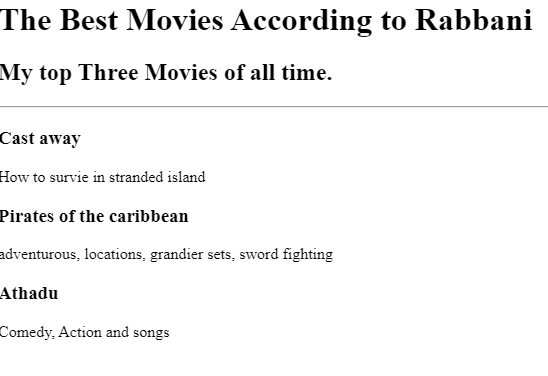 The Best Movies According to Rabbani
My top Three Movies of all time.
Cast away
How to survie in stranded island
Pirates of the caribbean
adventurous, locations, grandier sets, sword fighting
Athadu
Comedy, Action and songs